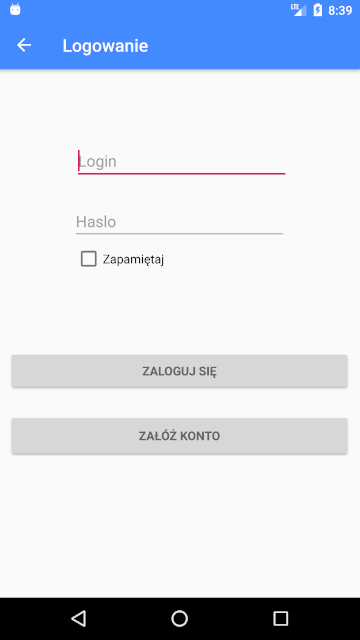 LTE 8:39
Logowanie
Login
Haslo
Zapamiętaj
ZALOGUJ SIĘ
ZAŁÓŻ KONTO